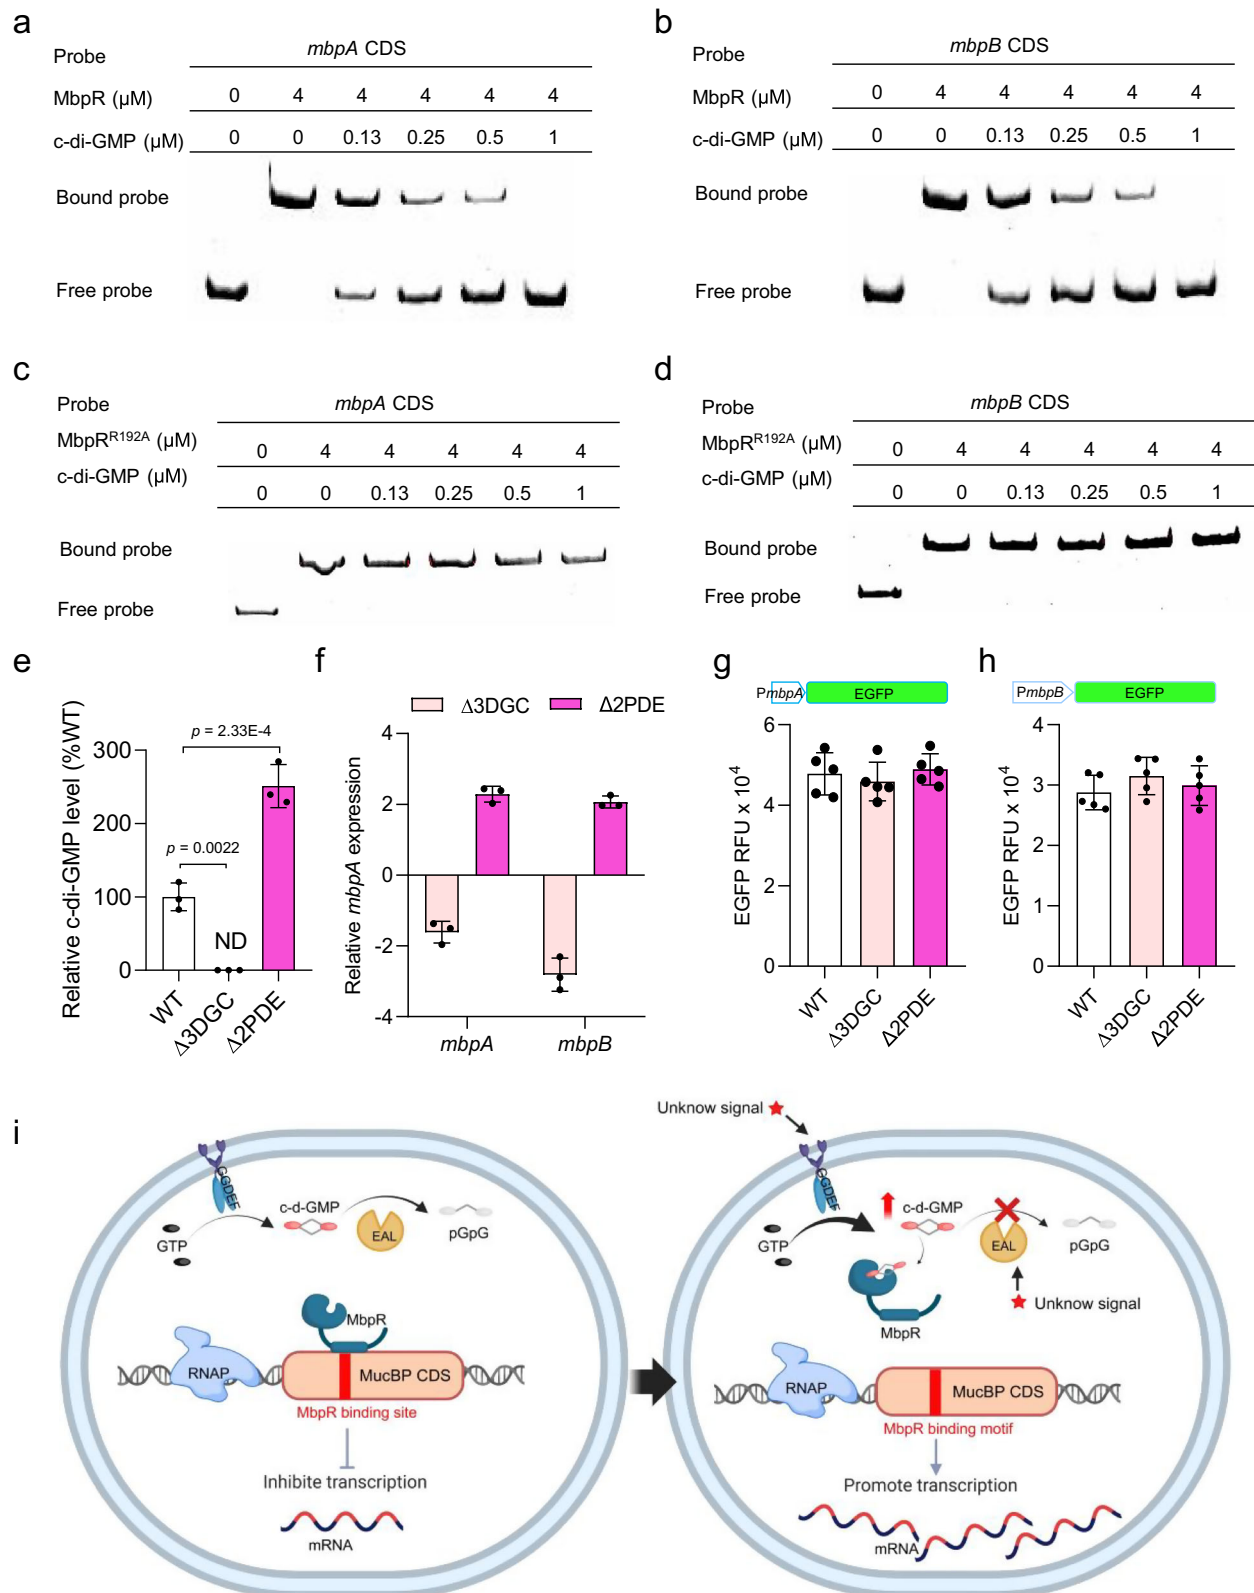 a
Probe
mbpA CDS
MbpR (µM)
0 4 4 4 4 4
c-di-GMP (µM)
0 0 0.13 0.25 0.5 1
Bound probe
Free probe
b
Probe
mbpB CDS
MbpR (µM)
0 4 4 4 4 4
c-di-GMP (µM)
0 0 0.13 0.25 0.5 1
Bound probe
Free probe
c
Probe
mbpA CDS
MbpRR192A (µM)
0 4 4 4 4 4
c-di-GMP (µM)
0 0 0.13 0.25 0.5 1
Bound probe
Free probe
d
Probe
mbpB CDS
MbpRR192A (µM)
0 4 4 4 4 4
c-di-GMP (µM)
0 0 0.13 0.25 0.5 1
Bound probe
Free probe
e
Relative c-di-GMP level (%WT)
300
200
100
0
p = 2.33E-4
p = 0.0022
ND
WT
Δ3DGC
Δ2PDE
f
Δ3DGC
Δ2PDE
Relative mbpA expression
4
2
0
-2
-4
mbpA
mbpB
g
PmbpA
EGFP
EGFP RFU x 10⁴
6
4
2
0
WT
Δ3DGC
Δ2PDE
h
PmbpB
EGFP
EGFP RFU x 10⁴
4
3
2
1
0
WT
Δ3DGC
Δ2PDE
i
GGDEF
c-d-GMP
GTP
EAL
pGpG
MbpR
RNAP
MucBP CDS
MbpR binding site
Inhibite transcription
mRNA
Unknow signal
GGDEF
c-d-GMP
GTP
EAL
pGpG
Unknow signal
MbpR
RNAP
MucBP CDS
MbpR binding motif
Promote transcription
mRNA